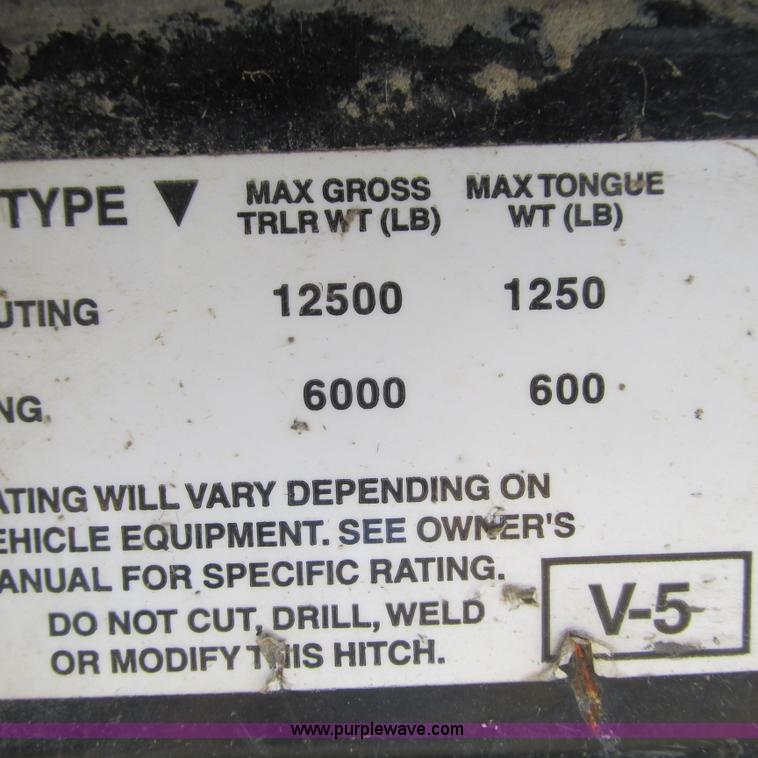 TYPE ▼ MAX GROSS TRLR WT (LB) MAX TONGUE WT (LB)
UTING 12500 1250
NG 6000 600
ATING WILL VARY DEPENDING ON
EHICLE EQUIPMENT. SEE OWNER'S
ANUAL FOR SPECIFIC RATING.
DO NOT CUT, DRILL, WELD
OR MODIFY THIS HITCH.
V-5
www.purplewave.com